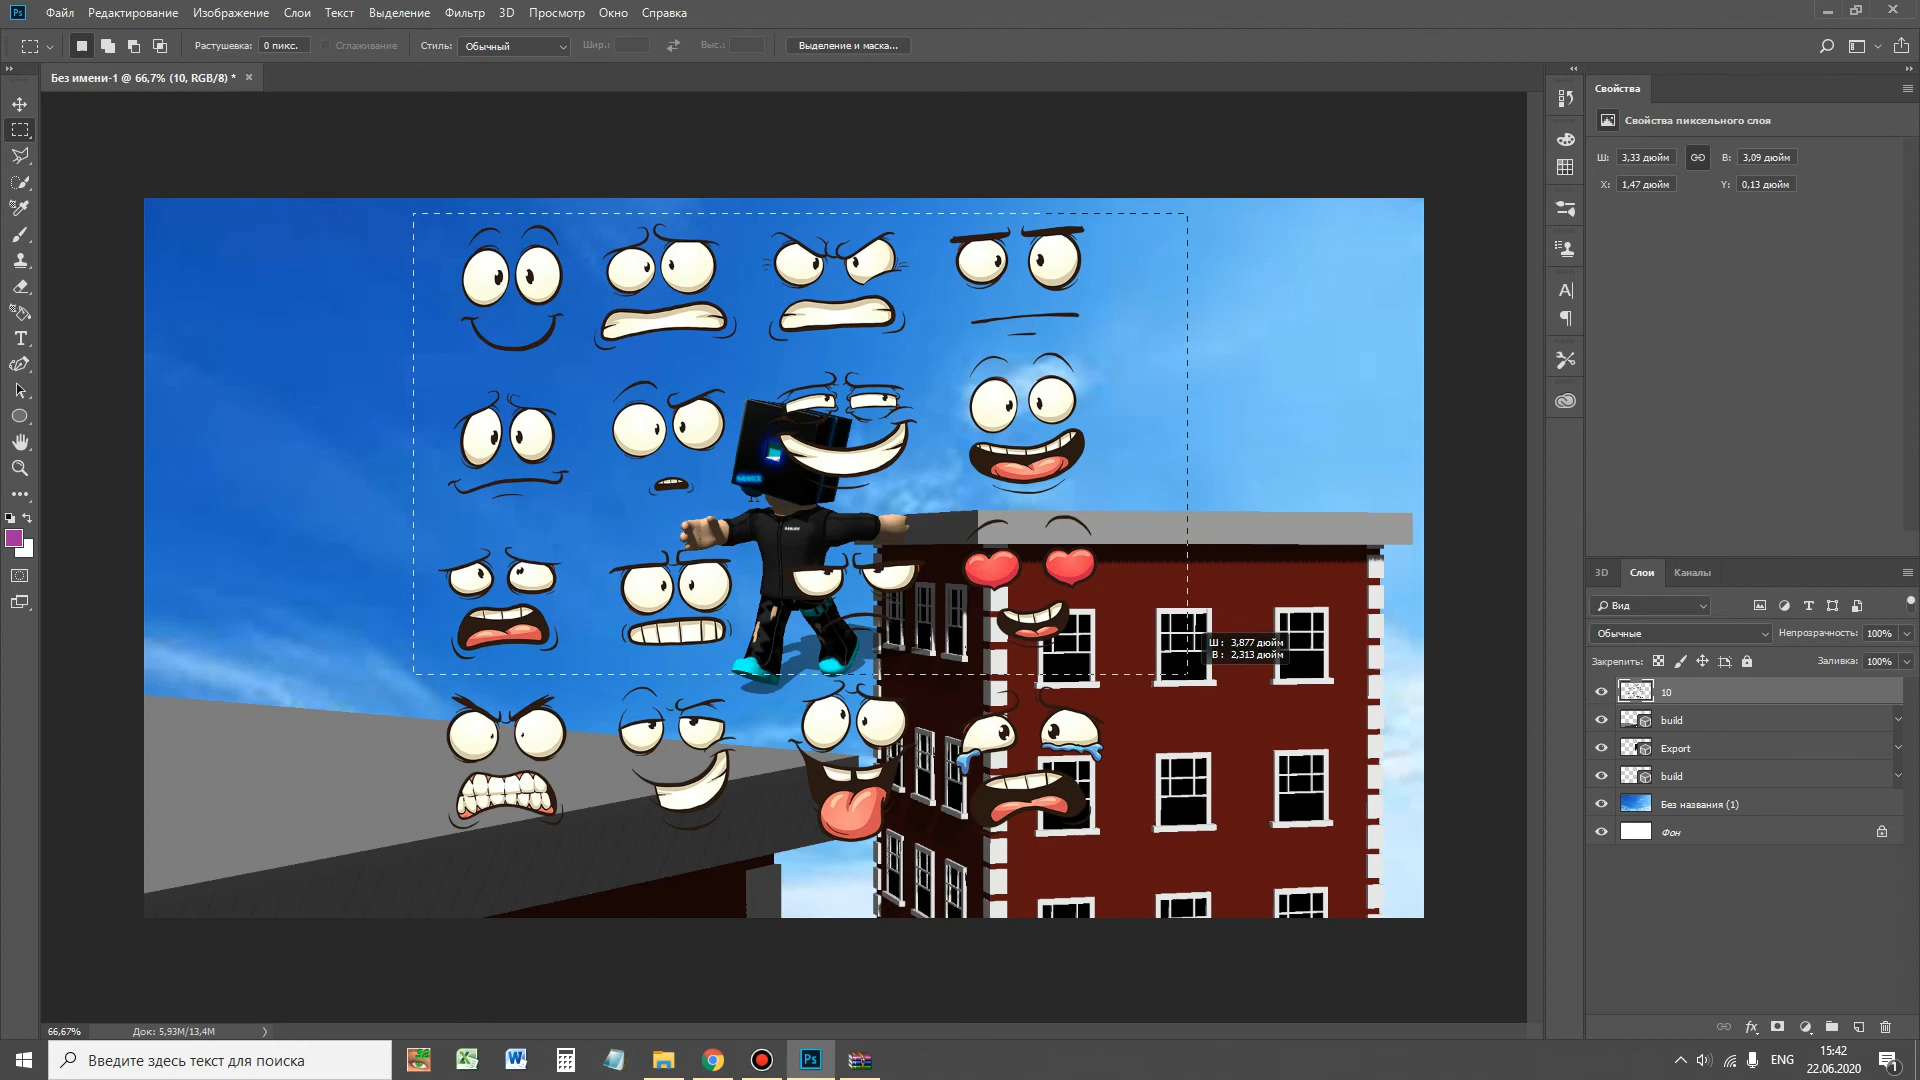 Ps Файл Редактирование Изображение Слои Текст Выделение Фильтр 3D Просмотр Окно Справка
Растушевка: 0 пикс. Сглаживание Стиль: Обычный Шир.: Выс.: Выделение и маска...
Без имени-1 @ 66,7% (10, RGB/8) * ×
Свойства
Свойства пиксельного слоя
Ш: 3,33 дюйм В: 3,09 дюйм
X: 1,47 дюйм Y: 0,13 дюйм
Ш : 3,877 дюйм
В : 2,313 дюйм
3D Слои Каналы
Вид
Обычные Непрозрачность: 100%
Закрепить: Заливка: 100%
10
build
Export
build
Без названия (1)
Фон
66,67% Док: 5,93M/13,4M
Введите здесь текст для поиска
Ps
ENG
15:42
22.06.2020
1